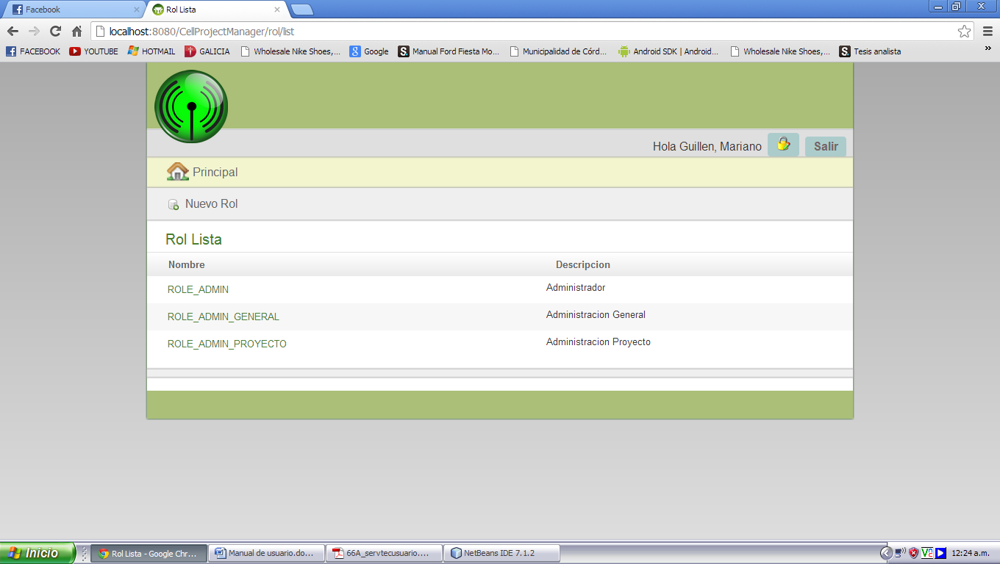 Facebook
Rol Lista
localhost:8080/CellProjectManager/rol/list
FACEBOOK YOUTUBE HOTMAIL GALICIA Wholesale Nike Shoes,... Google Manual Ford Fiesta Mo... Municipalidad de Córd... Android SDK | Android... Wholesale Nike Shoes,... Tesis analista »
Hola Guillen, Mariano Salir
Principal
Nuevo Rol
Rol Lista
Nombre Descripcion
ROLE_ADMIN Administrador
ROLE_ADMIN_GENERAL Administracion General
ROLE_ADMIN_PROYECTO Administracion Proyecto
Inicio Rol Lista - Google Chr... Manual de usuario.do... 66A_servtecusuario.... NetBeans IDE 7.1.2 12:24 a.m.